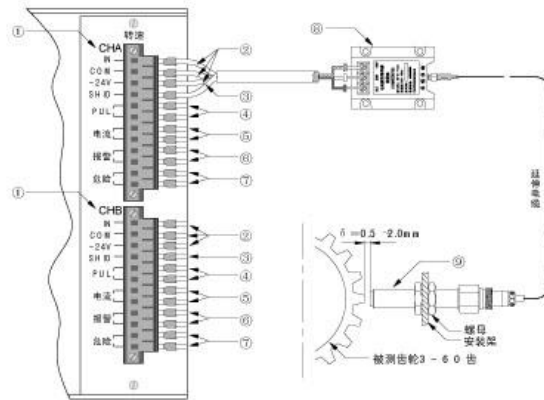 转速
① CHA
IN ②
COM
-24V
SHID ③
PUL ④
电流 ⑤
报警 ⑥
危险 ⑦
① CHB
IN
COM ②
-24V
SHID ③
PUL ④
电流 ⑤
报警 ⑥
危险 ⑦
⑧
延伸电缆
δ=0.5-2.0mm
⑨
螺母
安装架
被测齿轮3-60齿